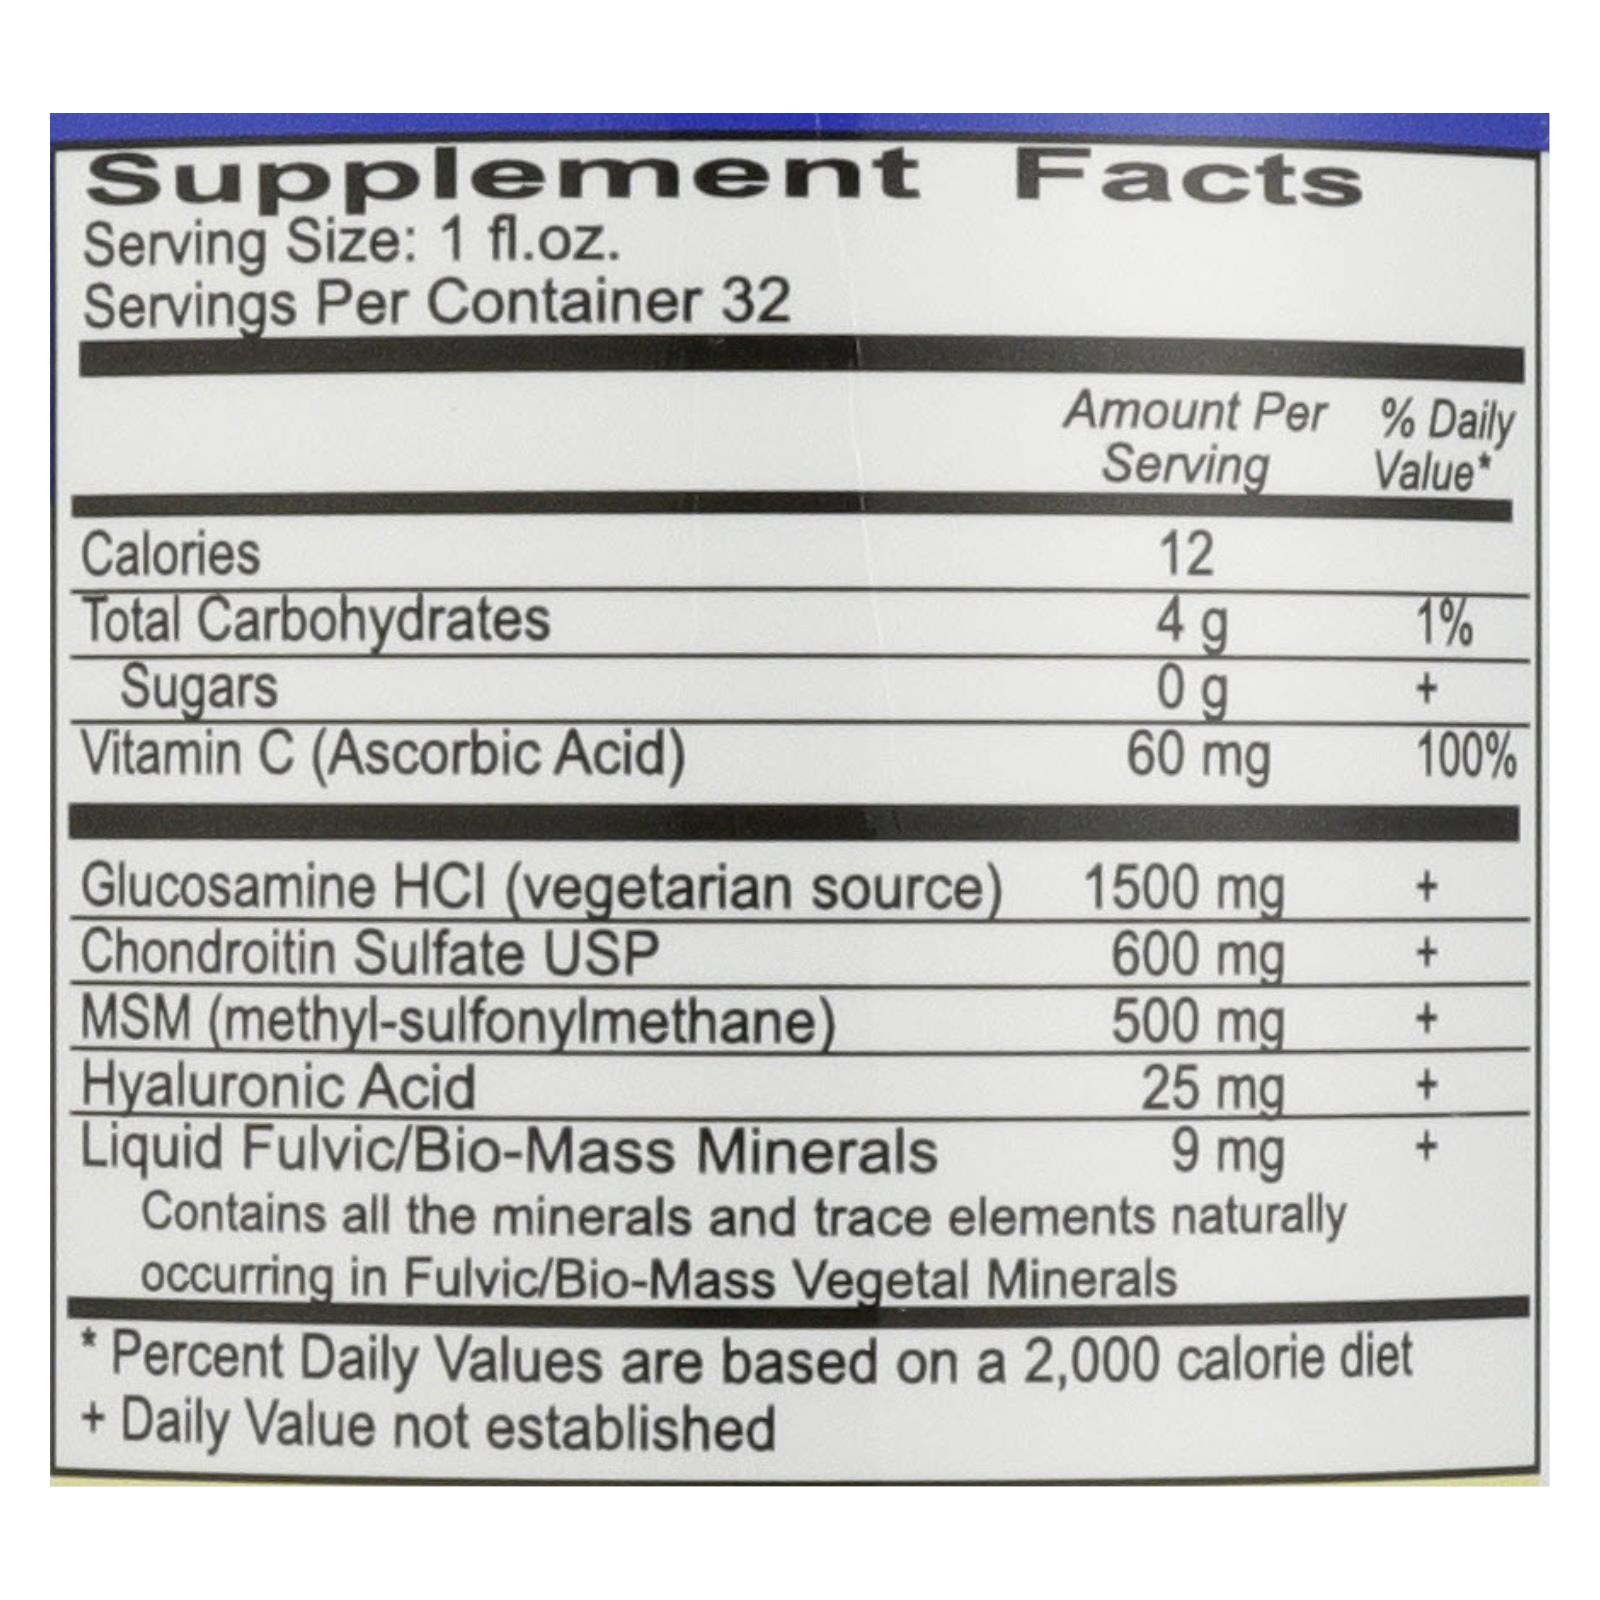 Supplement Facts
Serving Size: 1 fl.oz.
Servings Per Container 32
Amount Per % Daily
Serving Value*
Calories 12
Total Carbohydrates 4 g 1%
Sugars 0 g +
Vitamin C (Ascorbic Acid) 60 mg 100%
Glucosamine HCl (vegetarian source) 1500 mg +
Chondroitin Sulfate USP 600 mg +
MSM (methyl-sulfonylmethane) 500 mg +
Hyaluronic Acid 25 mg +
Liquid Fulvic/Bio-Mass Minerals 9 mg +
Contains all the minerals and trace elements naturally
occurring in Fulvic/Bio-Mass Vegetal Minerals
* Percent Daily Values are based on a 2,000 calorie diet
+ Daily Value not established